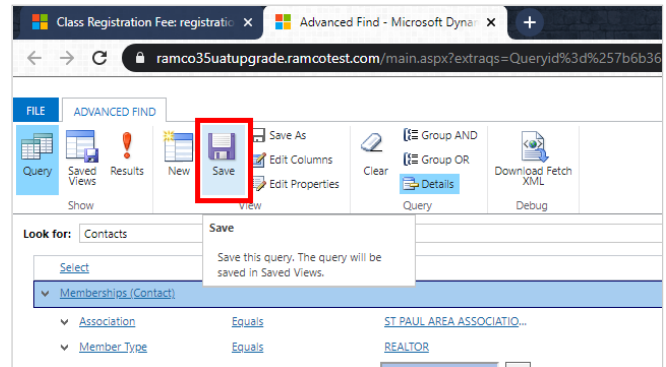 Class Registration Fee: registratio
Advanced Find - Microsoft Dynam
ramco35uatupgrade.ramcotest.com/main.aspx?extraqs=Queryid%3d%257b6b36
FILE
ADVANCED FIND
Query
Saved Views
Results
New
Save
Save As
Edit Columns
Edit Properties
Clear
Group AND
Group OR
Details
Download Fetch XML
Show
View
Query
Debug
Look for:
Contacts
Save
Save this query. The query will be
saved in Saved Views.
Select
Memberships (Contact)
Association
Equals
ST PAUL AREA ASSOCIATIO...
Member Type
Equals
REALTOR